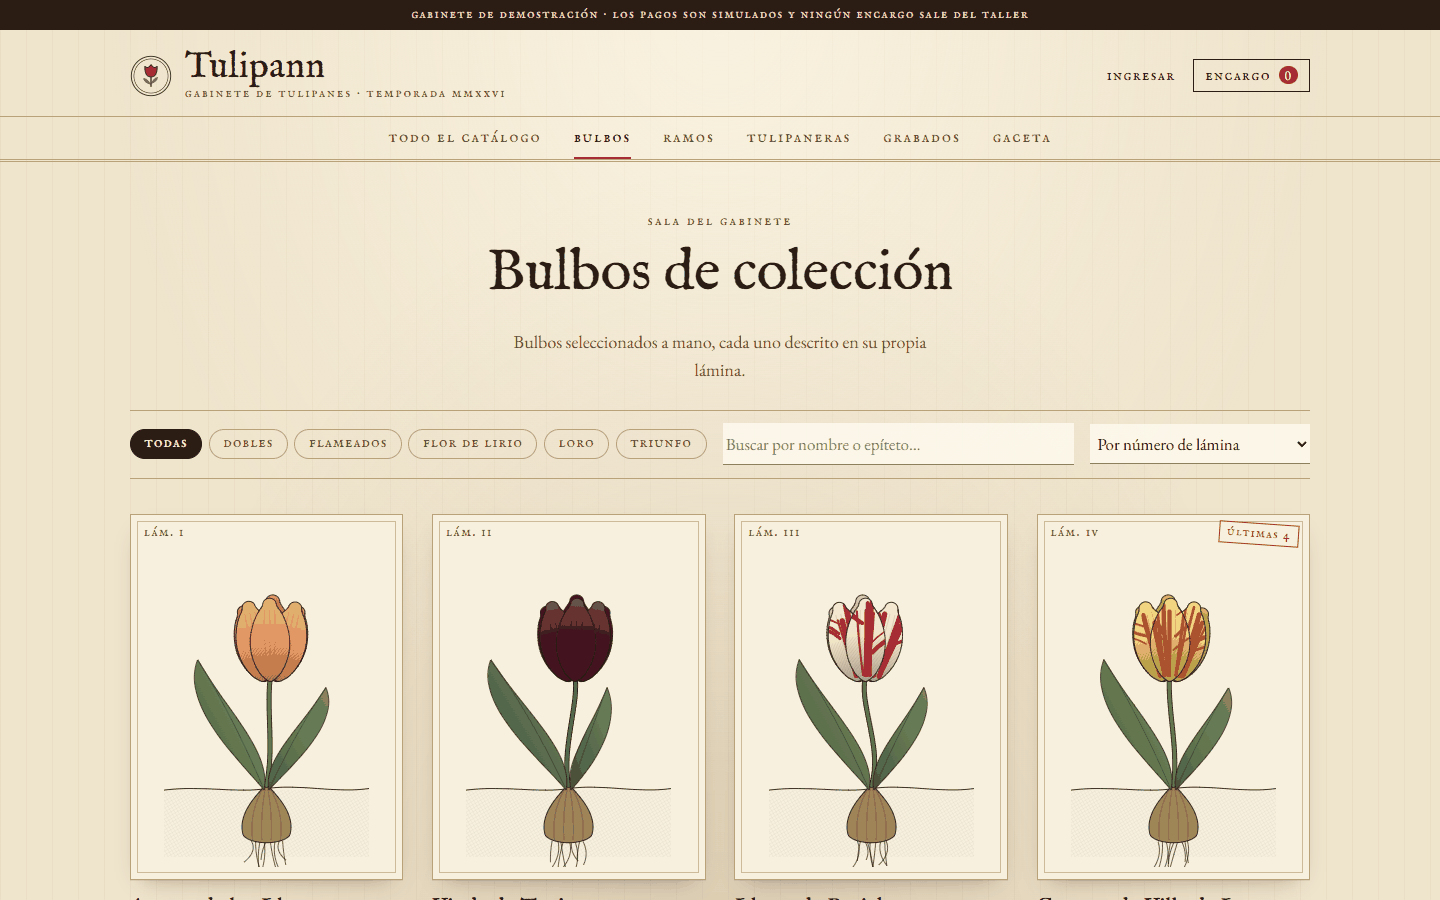 GABINETE DE DEMOSTRACIÓN · LOS PAGOS SON SIMULADOS Y NINGÚN ENCARGO SALE DEL TALLER
Tulipann
GABINETE DE TULIPANES · TEMPORADA MMXXVI
INGRESAR
ENCARGO 0
TODO EL CATÁLOGO BULBOS RAMOS TULIPANERAS GRABADOS GACETA
SALA DEL GABINETE
Bulbos de colección
Bulbos seleccionados a mano, cada uno descrito en su propia
lámina.
TODAS DOBLES FLAMEADOS FLOR DE LIRIO LORO TRIUNFO
Buscar por nombre o epíteto...
Por número de lámina
LÁM. I
LÁM. II
LÁM. III
LÁM. IV
ÚLTIMAS 4